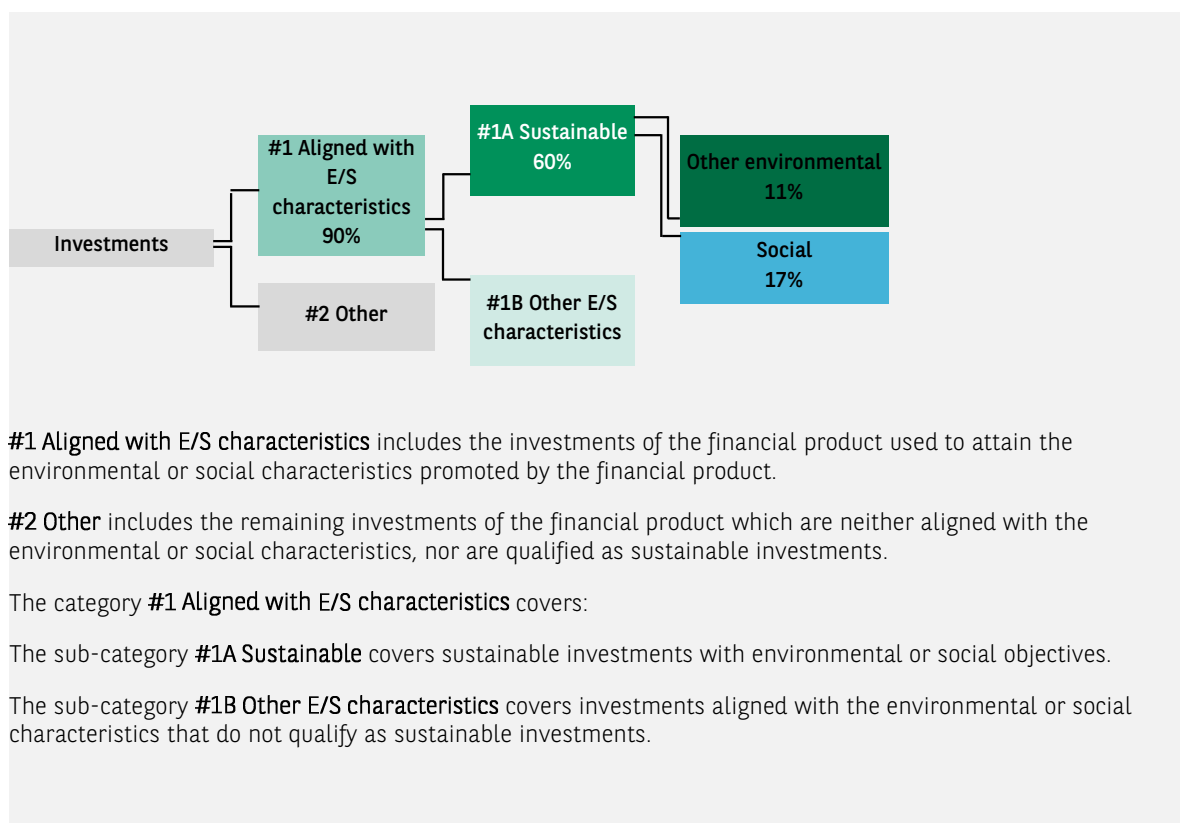 #1A Sustainable
60%
#1 Aligned with
E/S
characteristics
90%
Other environmental
11%
Investments
Social
17%
#2 Other
#1B Other E/S
characteristics
#1 Aligned with E/S characteristics includes the investments of the financial product used to attain the
environmental or social characteristics promoted by the financial product.
#2 Other includes the remaining investments of the financial product which are neither aligned with the
environmental or social characteristics, nor are qualified as sustainable investments.
The category #1 Aligned with E/S characteristics covers:
The sub-category #1A Sustainable covers sustainable investments with environmental or social objectives.
The sub-category #1B Other E/S characteristics covers investments aligned with the environmental or social
characteristics that do not qualify as sustainable investments.